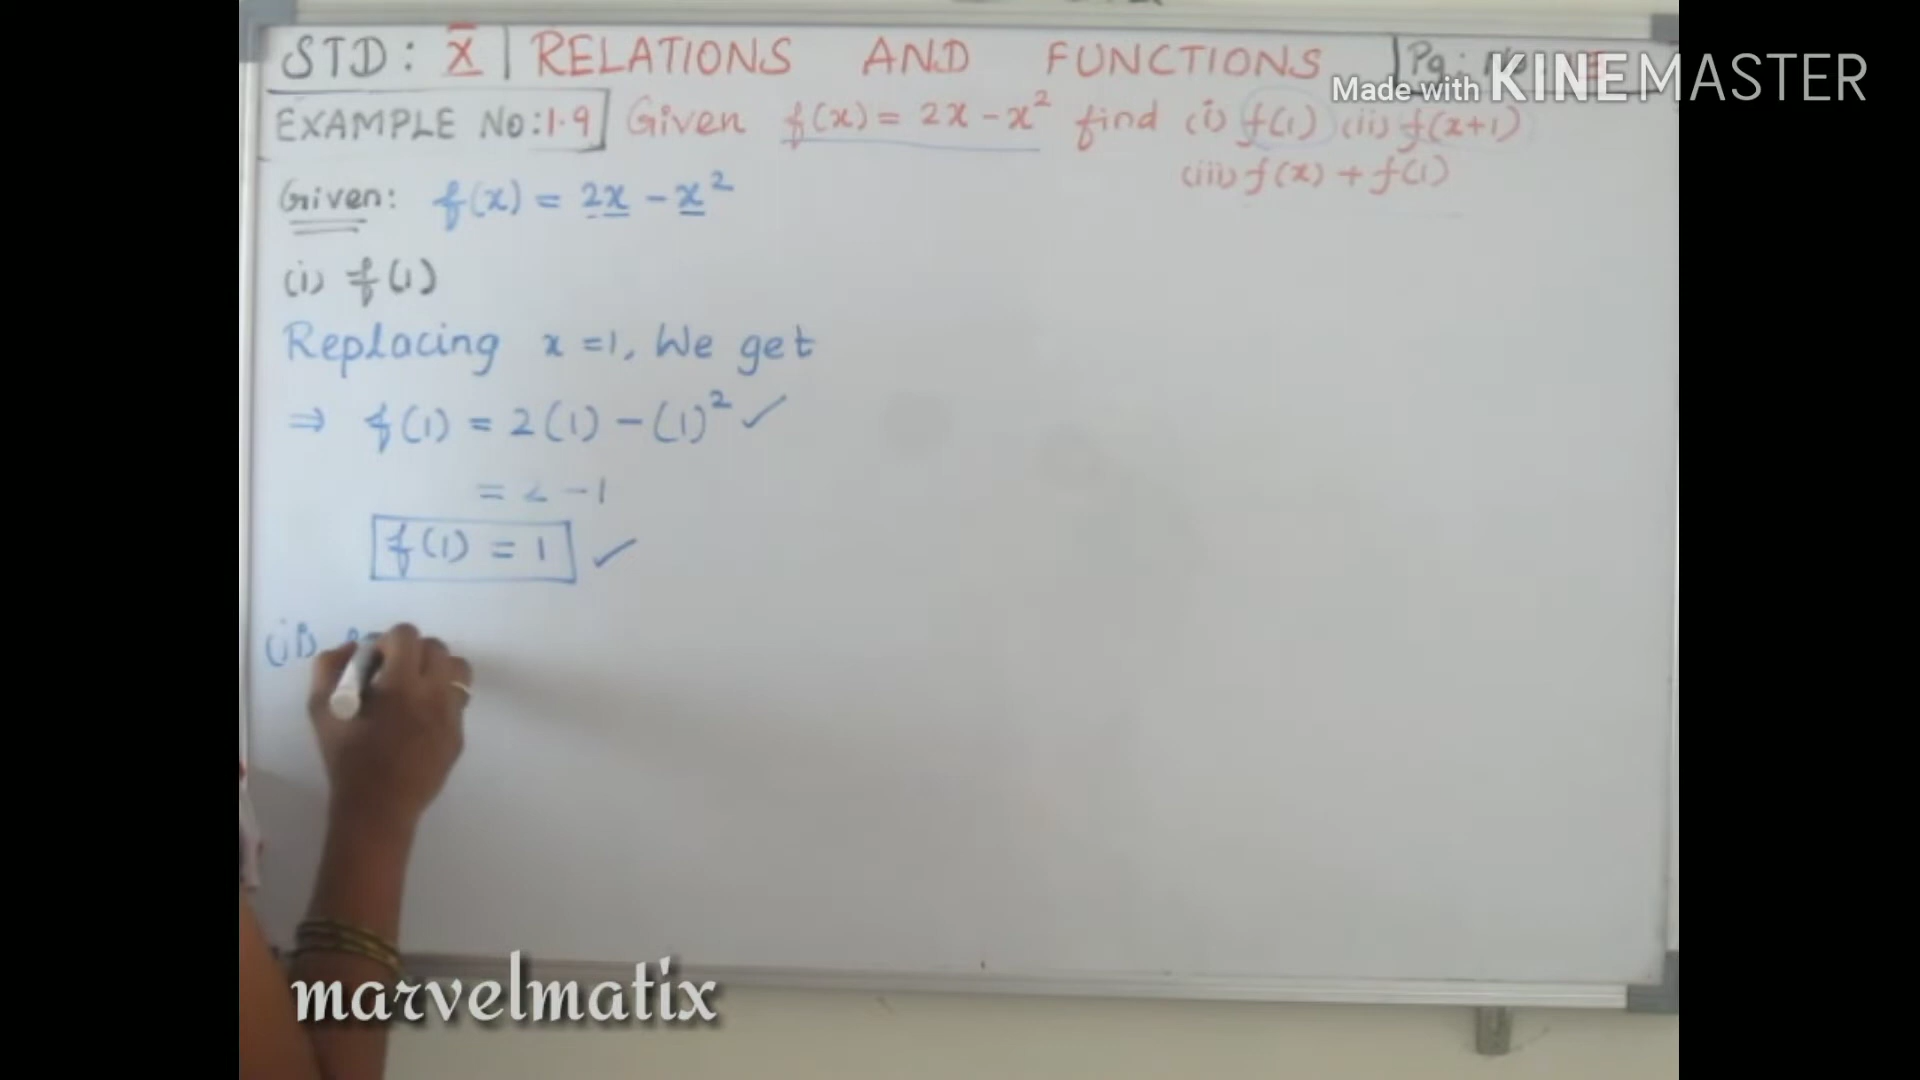 STD: X | RELATIONS AND FUNCTIONS | Pg:
Made with KINEMASTER
EXAMPLE No: 1.9 Given f(x) = 2x - x² find (i) f(1) (ii) f(x+1)
(iii) f(x) + f(1)
Given: f(x) = 2x - x²
(i) f(1)
Replacing x = 1, We get
⇒ f(1) = 2(1) - (1)² ✓
= 2 - 1
f(1) = 1 ✓
(ii)
marvelmatix